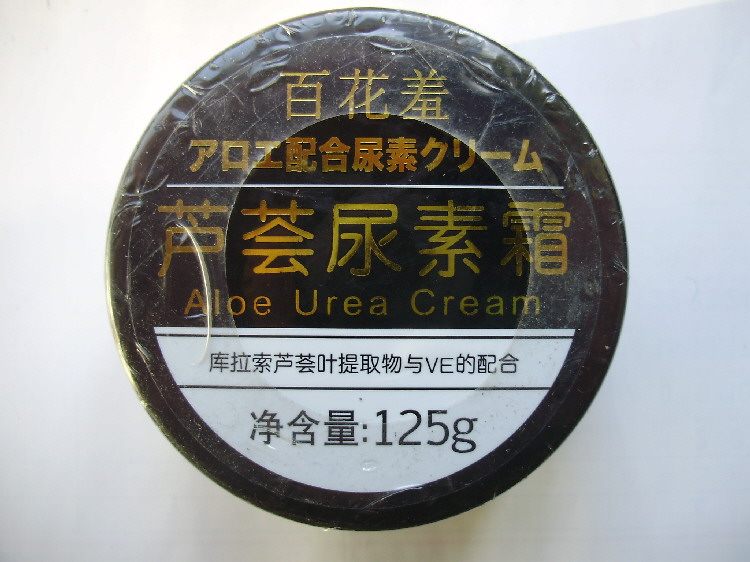 百花羞
アロエ配合尿素クリーム
芦荟尿素霜
Aloe Urea Cream
库拉索芦荟叶提取物与VE的配合
净含量:125g